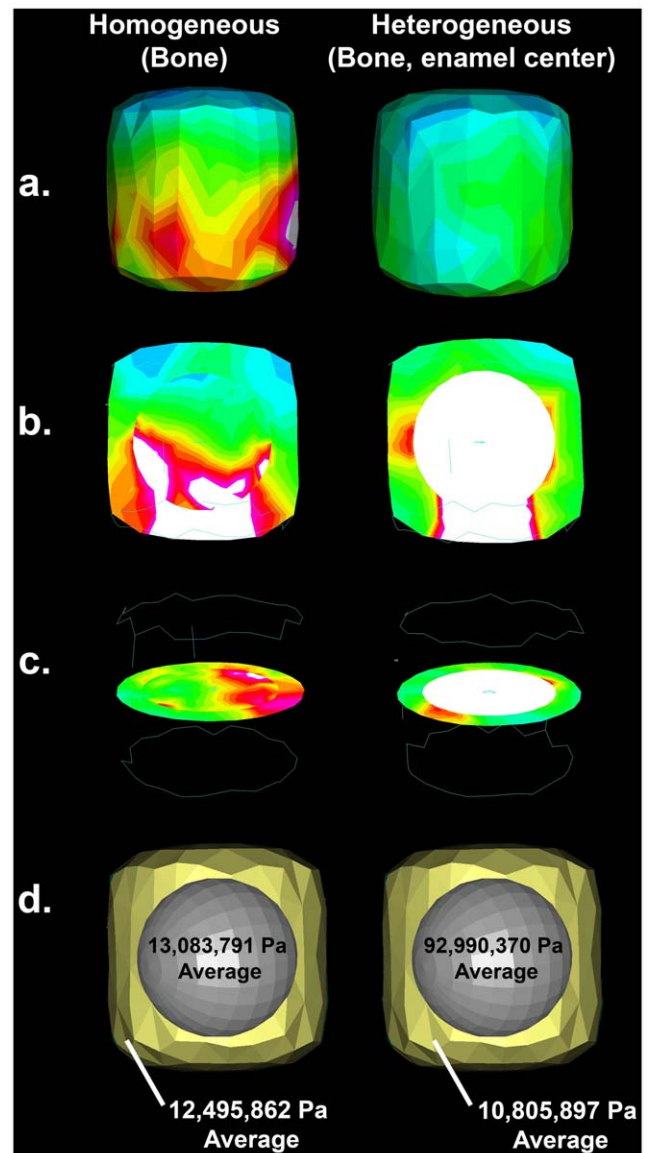 Homogeneous
(Bone)
Heterogeneous
(Bone, enamel center)
a.
b.
c.
d.
13,083,791 Pa
Average
92,990,370 Pa
Average
12,495,862 Pa
Average
10,805,897 Pa
Average